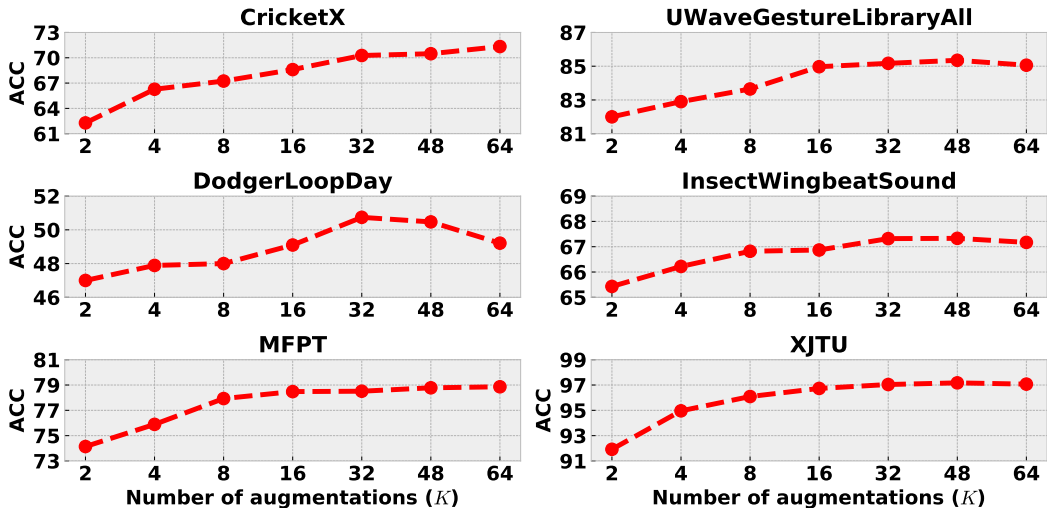 CricketX
ACC
73
70
67
64
61
2 4 8 16 32 48 64
UWaveGestureLibraryAll
ACC
87
85
83
81
2 4 8 16 32 48 64
DodgerLoopDay
ACC
52
50
48
46
2 4 8 16 32 48 64
InsectWingbeatSound
ACC
69
68
67
66
65
2 4 8 16 32 48 64
MFPT
ACC
81
79
77
75
73
2 4 8 16 32 48 64
Number of augmentations (K)
XJTU
ACC
99
97
95
93
91
2 4 8 16 32 48 64
Number of augmentations (K)